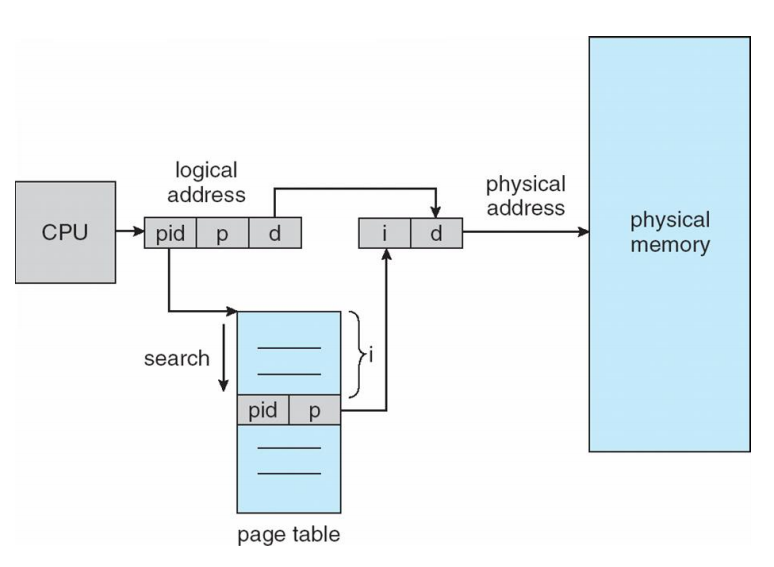 logical
address
physical
address
CPU
pid p d
i d
physical
memory
search
i
pid p
page table